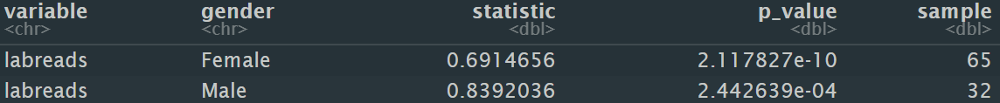 variable gender statistic p_value sample
<chr> <chr> <dbl> <dbl> <dbl>
labreads Female 0.6914656 2.117827e-10 65
labreads Male 0.8392036 2.442639e-04 32